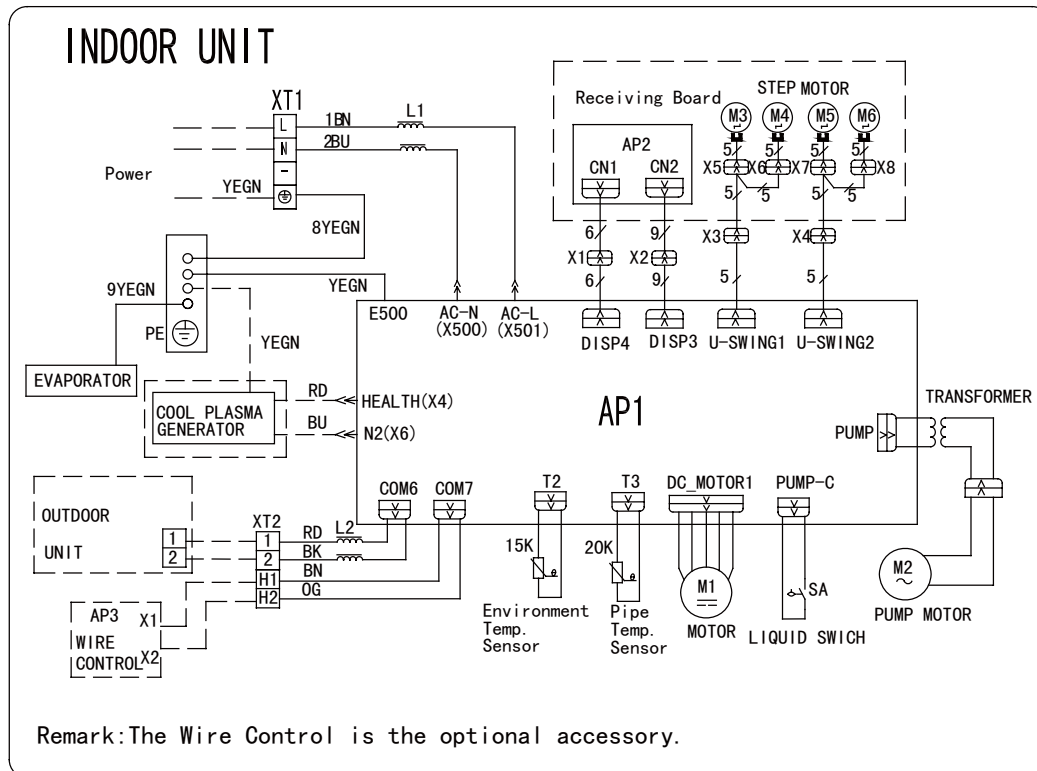 INDOOR UNIT
XT1
L
N
-
Power
YEGN
1BN
2BU
L1
8YEGN
YEGN
9YEGN
PE
YEGN
EVAPORATOR
COOL PLASMA
GENERATOR
RD
BU
Receiving Board
STEP MOTOR
AP2
CN1
CN2
M3
M4
M5
M6
5
5
5
5
X5
X6
X7
X8
5
5
5
5
6
9
X1
X2
X3
X4
6
9
5
5
E500
AC-N
(X500)
AC-L
(X501)
DISP4
DISP3
U-SWING1
U-SWING2
HEALTH(X4)
N2(X6)
AP1
PUMP
TRANSFORMER
COM6
COM7
T2
T3
DC_MOTOR1
PUMP-C
OUTDOOR
UNIT
1
2
XT2
1
2
H1
H2
RD
L2
BK
BN
OG
AP3
WIRE
CONTROL
X1
X2
15K
θ
Environment
Temp.
Sensor
20K
θ
Pipe
Temp.
Sensor
M1
MOTOR
SA
LIQUID SWICH
M2
~
PUMP MOTOR
Remark:The Wire Control is the optional accessory.